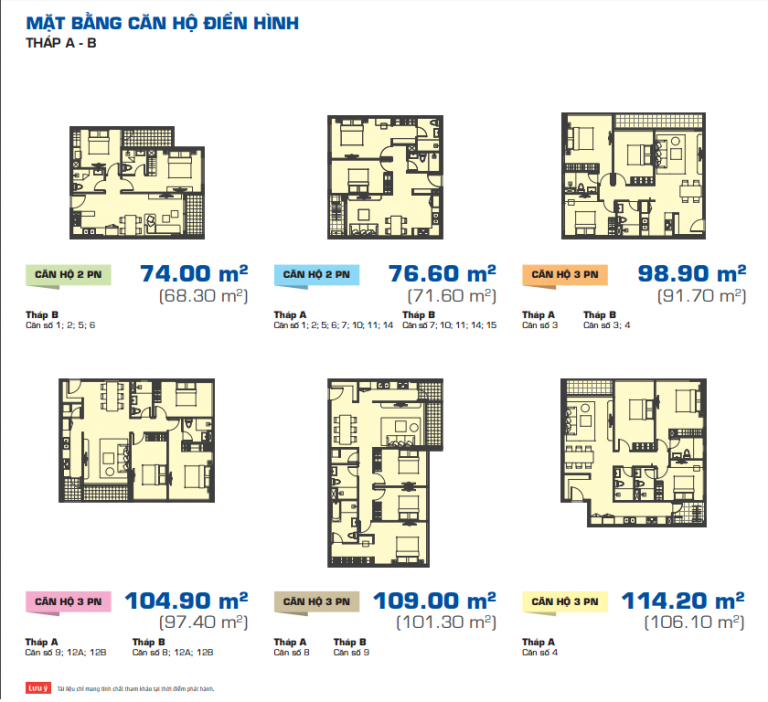 MẶT BẰNG CĂN HỘ ĐIỂN HÌNH
THÁP A - B
CĂN HỘ 2 PN
74.00 m²
(68.30 m²)
Tháp B
Căn số 1; 2; 5; 6
CĂN HỘ 2 PN
76.60 m²
(71.60 m²)
Tháp A
Căn số 1; 2; 5; 6; 7; 10; 11; 14
Tháp B
Căn số 7; 10; 11; 14; 15
CĂN HỘ 3 PN
98.90 m²
(91.70 m²)
Tháp A
Căn số 3
Tháp B
Căn số 3; 4
CĂN HỘ 3 PN
104.90 m²
(97.40 m²)
Tháp A
Căn số 9; 12A; 12B
Tháp B
Căn số 8; 12A; 12B
CĂN HỘ 3 PN
109.00 m²
(101.30 m²)
Tháp A
Căn số 8
Tháp B
Căn số 9
CĂN HỘ 3 PN
114.20 m²
(106.10 m²)
Tháp A
Căn số 4
Lưu ý Tài liệu chỉ mang tính chất tham khảo tại thời điểm phát hành.